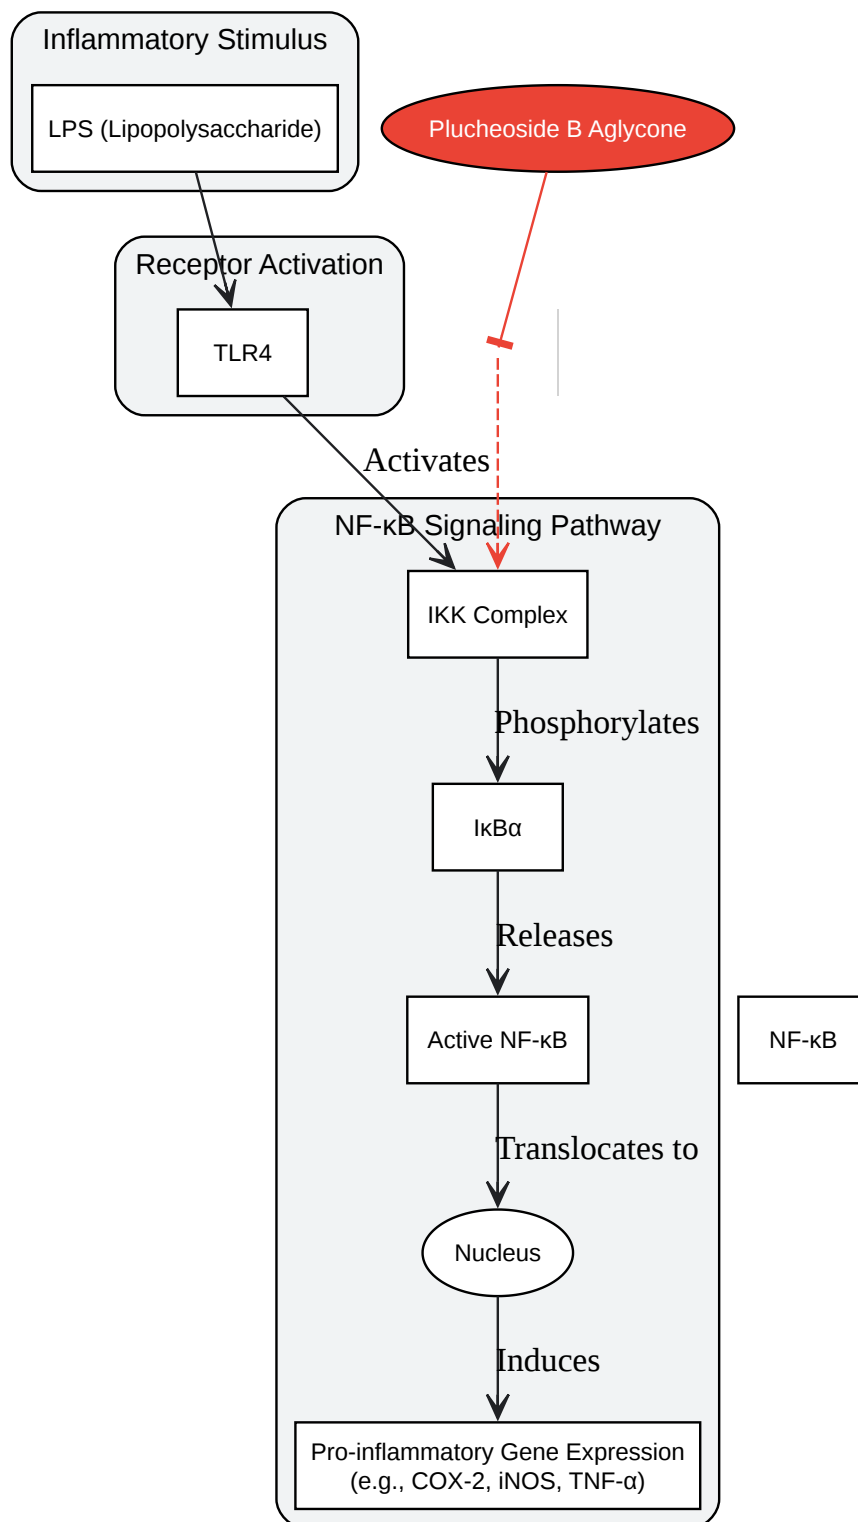 Inflammatory Stimulus
LPS (Lipopolysaccharide)
Plucheoside B Aglycone
Receptor Activation
TLR4
Activates
NF-κB Signaling Pathway
IKK Complex
Phosphorylates
IκBα
Releases
Active NF-κB
NF-κB
Translocates to
Nucleus
Induces
Pro-inflammatory Gene Expression
(e.g., COX-2, iNOS, TNF-α)